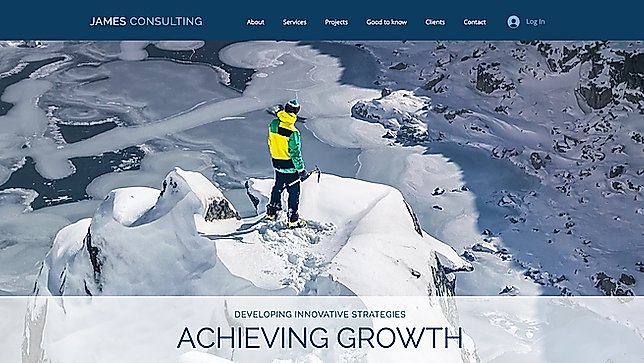 JAMES CONSULTING
About Services Projects Good to know Clients Contact Log In
DEVELOPING INNOVATIVE STRATEGIES
ACHIEVING GROWTH